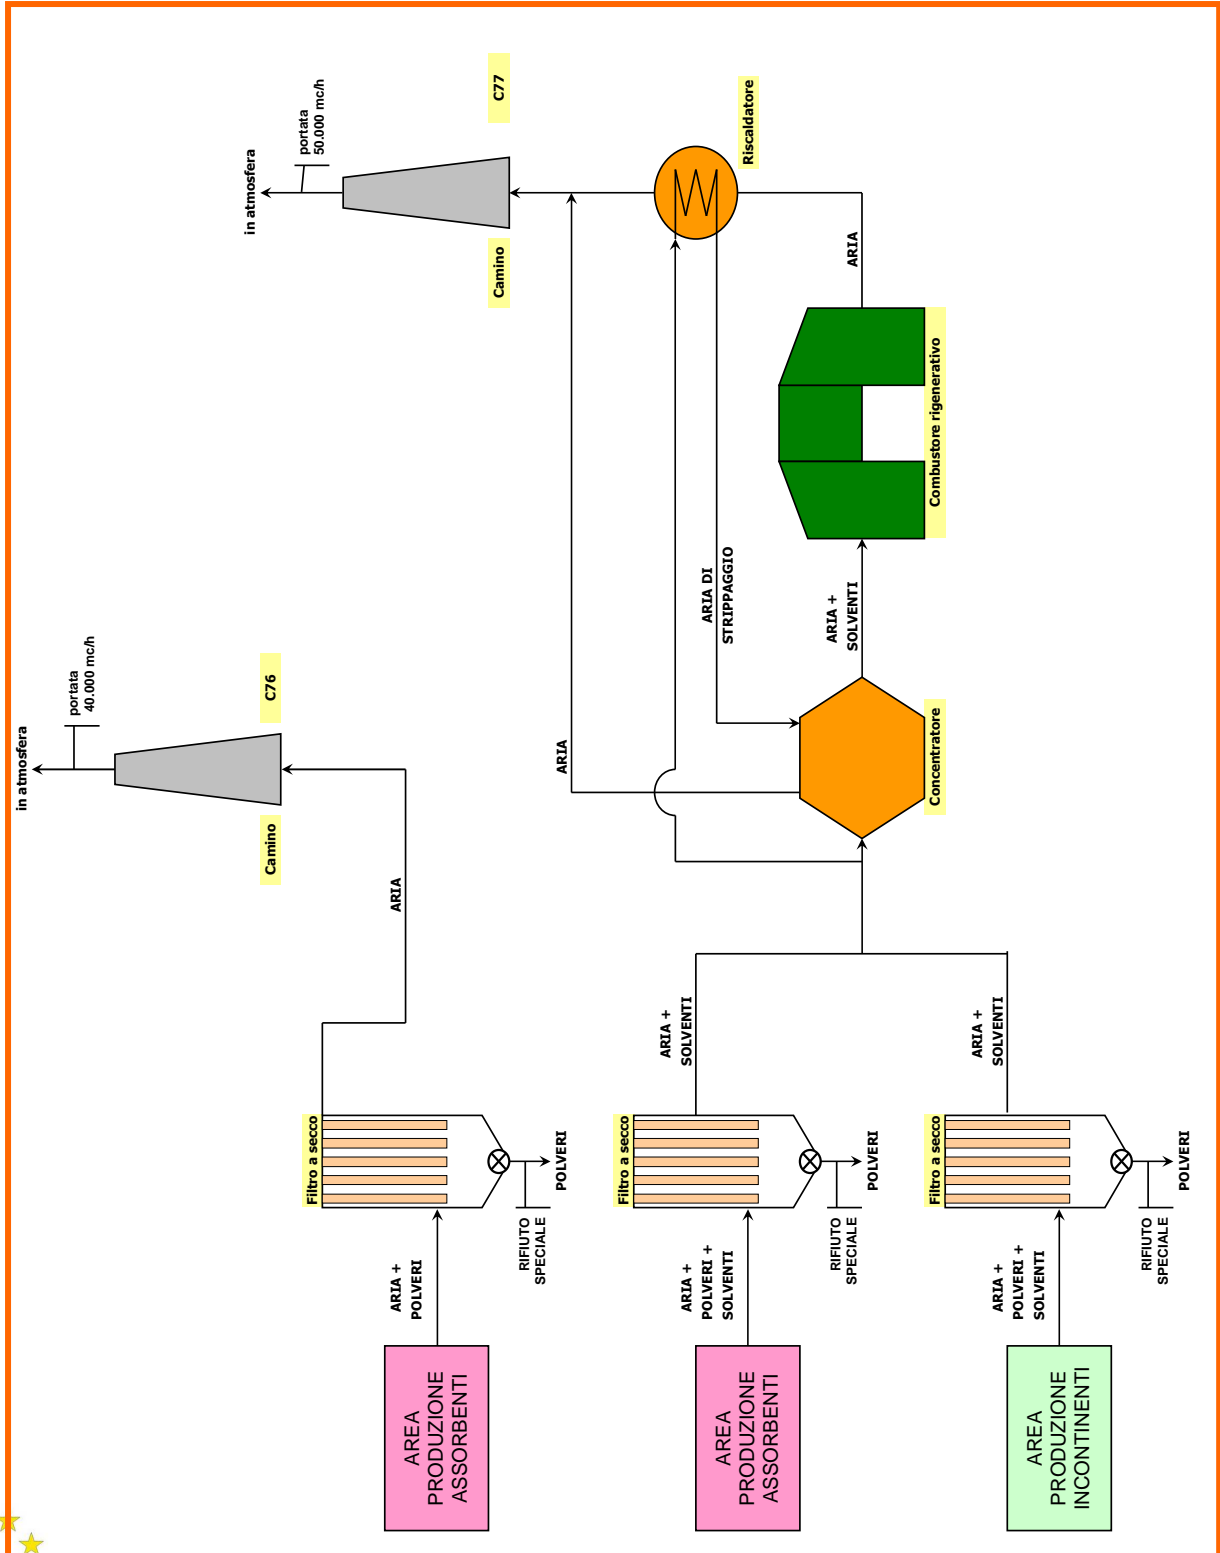 AREA
PRODUZIONE
ASSORBENTI
ARIA +
POLVERI
Filtro a secco
RIFIUTO
SPECIALE
POLVERI
ARIA
Camino
C76
in atmosfera
portata
40.000 mc/h
AREA
PRODUZIONE
ASSORBENTI
ARIA +
POLVERI +
SOLVENTI
Filtro a secco
RIFIUTO
SPECIALE
POLVERI
ARIA +
SOLVENTI
AREA
PRODUZIONE
INCONTINENTI
ARIA +
POLVERI +
SOLVENTI
Filtro a secco
RIFIUTO
SPECIALE
POLVERI
ARIA +
SOLVENTI
Concentratore
ARIA
ARIA DI
STRIPPAGGIO
ARIA +
SOLVENTI
Combustore rigenerativo
ARIA
Riscaldatore
Camino
C77
in atmosfera
portata
50.000 mc/h